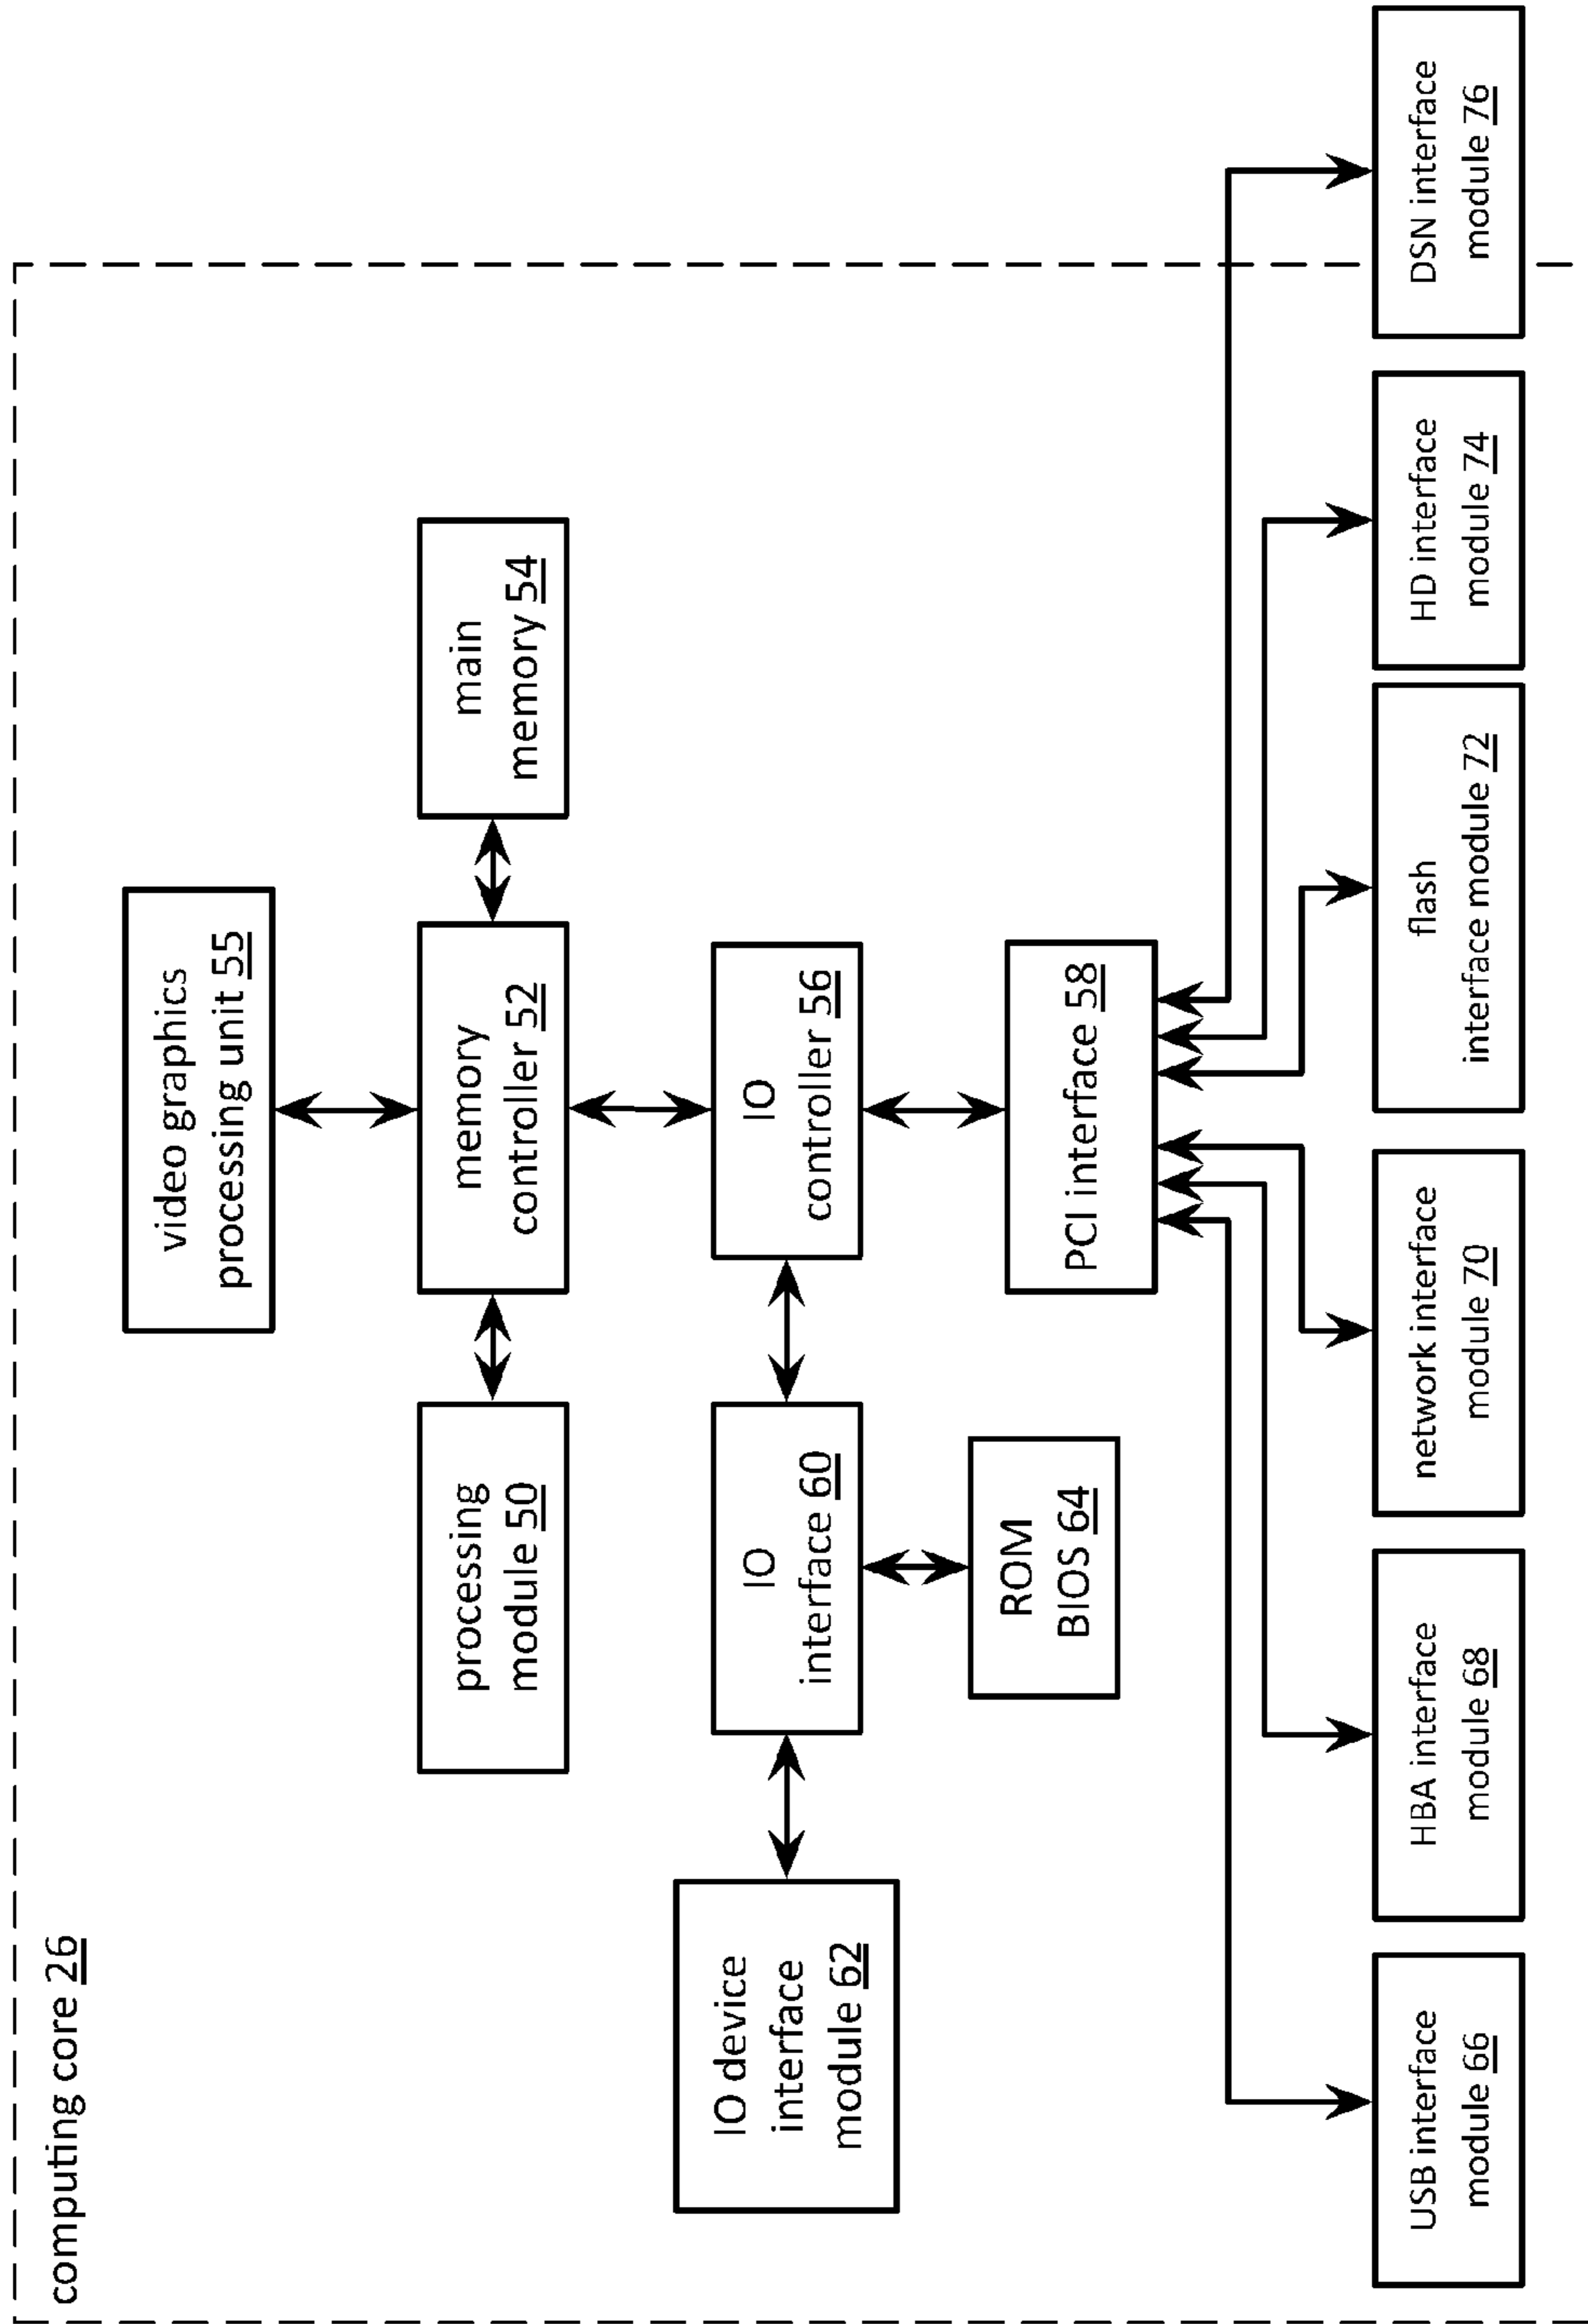 computing core 26
video graphics
processing unit 55
processing
module 50
memory
controller 52
main
memory 54
IO device
interface
module 62
IO
interface 60
IO
controller 56
ROM
BIOS 64
PCI interface 58
USB interface
module 66
HBA interface
module 68
network interface
module 70
flash
interface module 72
HD interface
module 74
DSN interface
module 76